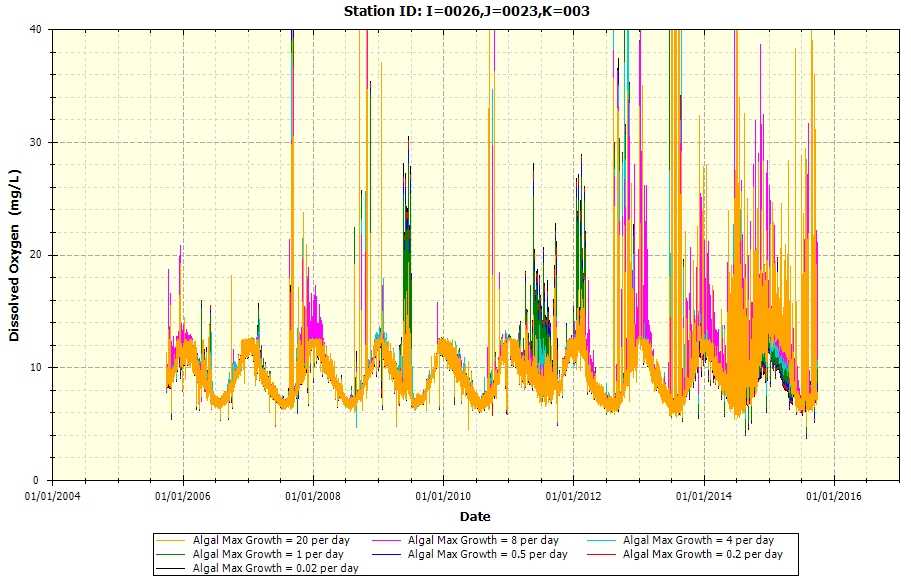 Station ID: I=0026,J=0023,K=003
40
30
20
10
0
Dissolved Oxygen (mg/L)
01/01/2004 01/01/2006 01/01/2008 01/01/2010 01/01/2012 01/01/2014 01/01/2016
Date
Algal Max Growth = 20 per day Algal Max Growth = 8 per day Algal Max Growth = 4 per day
Algal Max Growth = 1 per day Algal Max Growth = 0.5 per day Algal Max Growth = 0.2 per day
Algal Max Growth = 0.02 per day